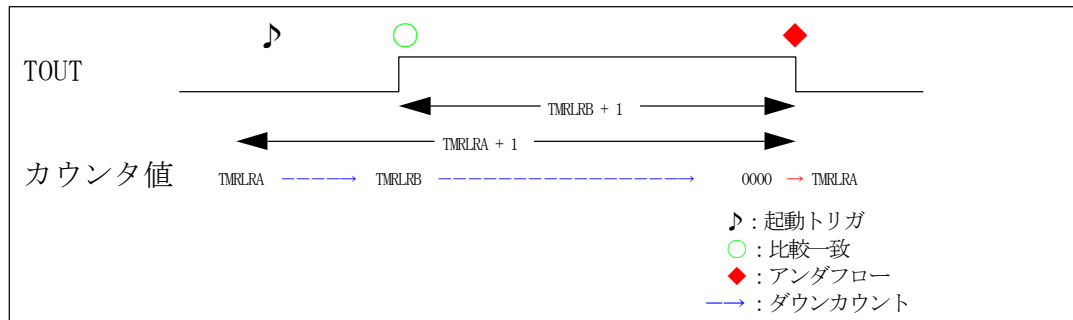 TOUT
TMRLRB + 1
TMRLRA + 1
カウンタ値 TMRLRA TMRLRB 0000 → TMRLRA
♪：起動トリガ
○：比較一致
◆：アンダフロー
−−→：ダウンカウント